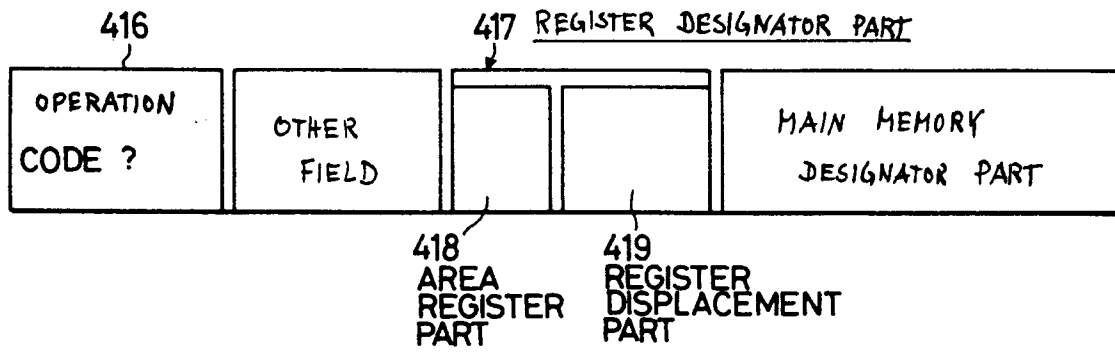 416
417 REGISTER DESIGNATOR PART
OPERATION
CODE ?
OTHER
FIELD
MAIN MEMORY
DESIGNATOR PART
418
AREA
REGISTER
PART
419
REGISTER
DISPLACEMENT
PART